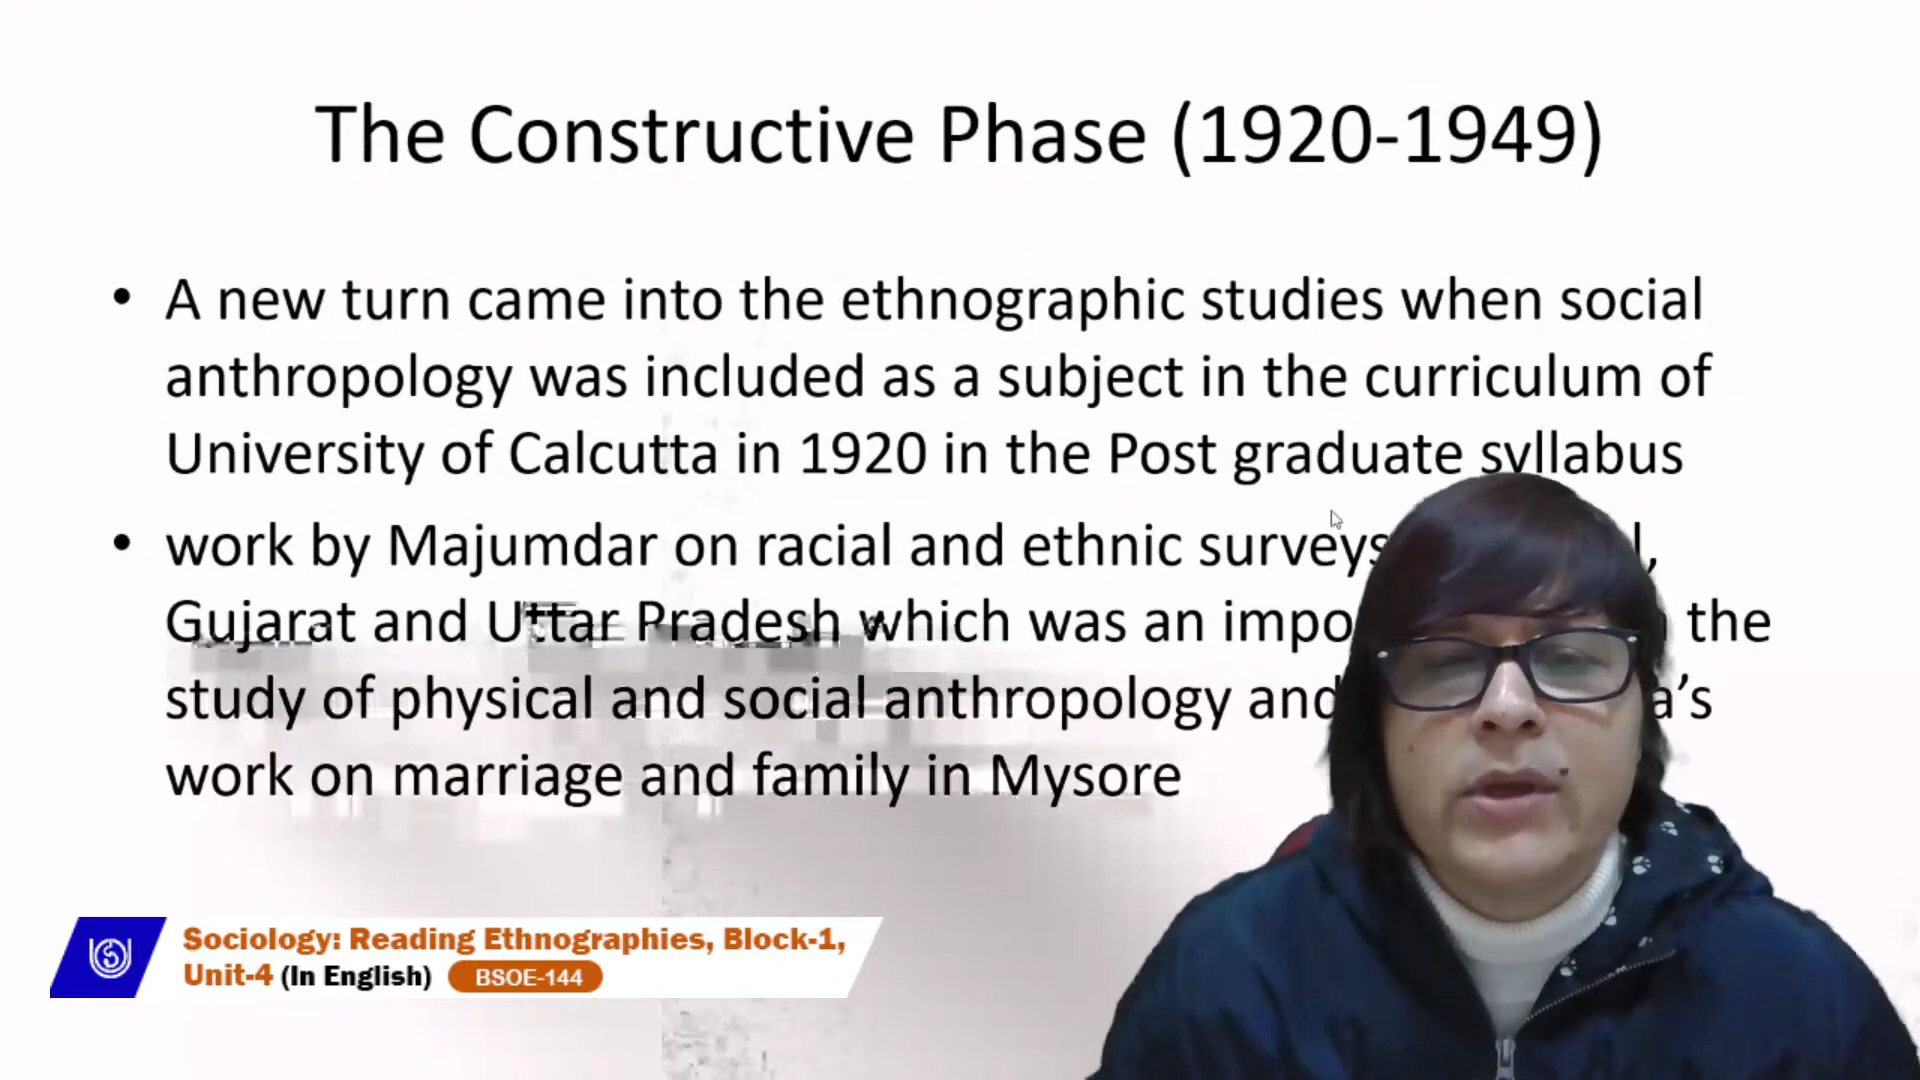 The Constructive Phase (1920-1949)
• A new turn came into the ethnographic studies when social
anthropology was included as a subject in the curriculum of
University of Calcutta in 1920 in the Post graduate syllabus
• work by Majumdar on racial and ethnic surveys
Gujarat and Uttar Pradesh which was an the
study of physical and social anthropology and
work on marriage and family in Mysore
Sociology: Reading Ethnographies, Block-1,
Unit-4 (In English) BSOE-144